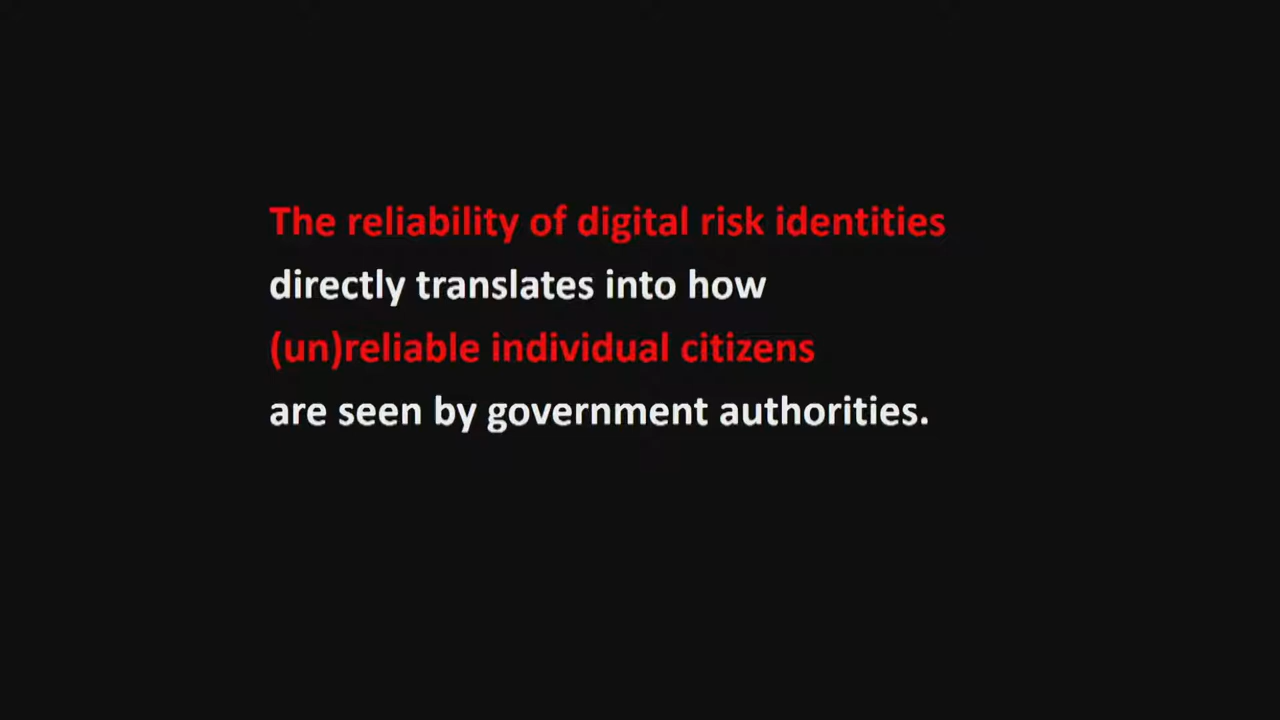 The reliability of digital risk identities
directly translates into how
(un)reliable individual citizens
are seen by government authorities.